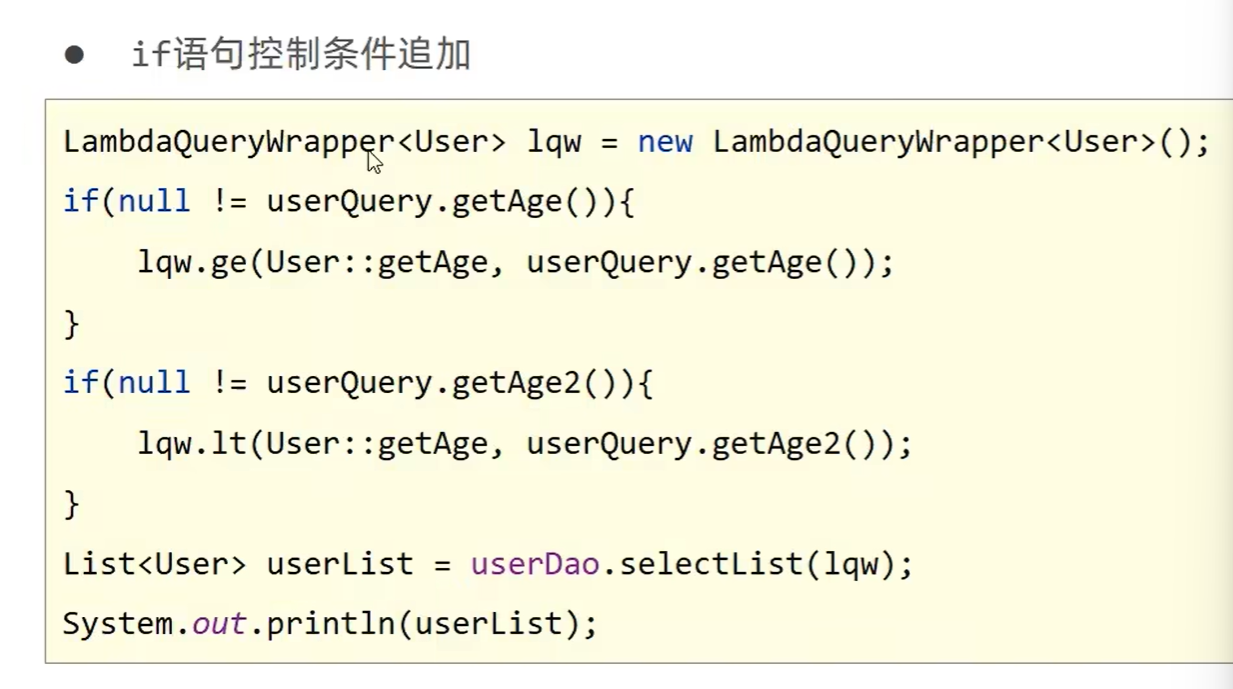 ● if语句控制条件追加
LambdaQueryWrapper<User> lqw = new LambdaQueryWrapper<User>();
if(null != userQuery.getAge()){
    lqw.ge(User::getAge, userQuery.getAge());
}
if(null != userQuery.getAge2()){
    lqw.lt(User::getAge, userQuery.getAge2());
}
List<User> userList = userDao.selectList(lqw);
System.out.println(userList);